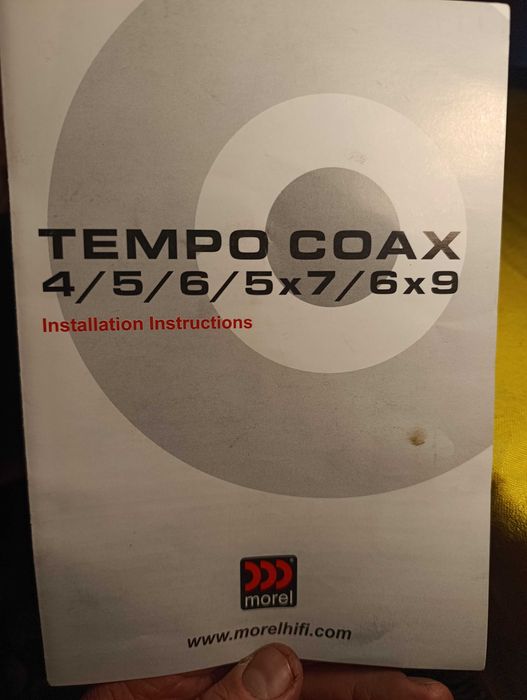 TEMPO COAX
4/5/6/5x7/6x9
Installation Instructions
morel
www.morelhifi.com